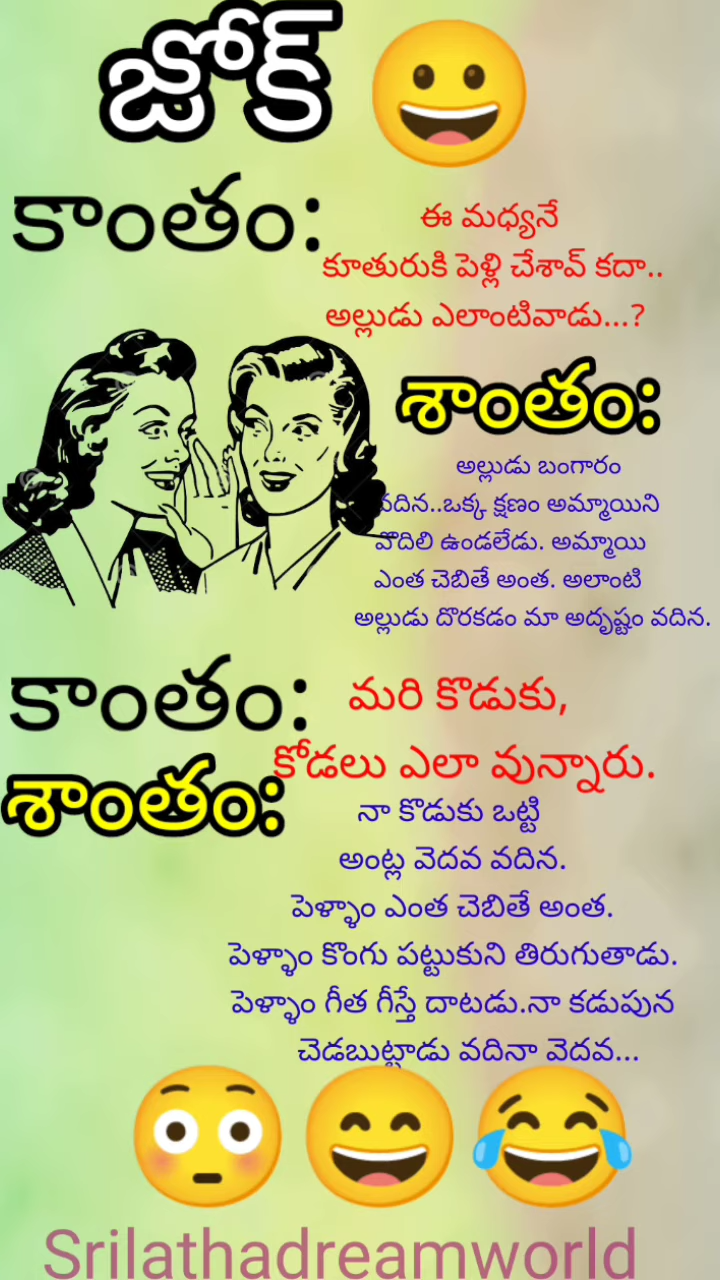 జోక్
కాంతం:
ఈ మధ్యనే
కూతురుకి పెళ్లి చేశావ్ కదా..
అల్లుడు ఎలాంటివాడు...?
శాంతం:
అల్లుడు బంగారం
వదిన..ఒక్క క్షణం అమ్మాయిని
వొదిలి ఉండలేడు. అమ్మాయి
ఎంత చెబితే అంత. అలాంటి
అల్లుడు దొరకడం మా అదృష్టం వదిన.
కాంతం:
మరి కొడుకు,
కోడలు ఎలా వున్నారు.
శాంతం:
నా కొడుకు ఒట్టి
అంట్ల వెదవ వదిన.
పెళ్ళాం ఎంత చెబితే అంత.
పెళ్ళాం కొంగు పట్టుకుని తిరుగుతాడు.
పెళ్ళాం గీత గీస్తే దాటడు.నా కడుపున
చెడబుట్టాడు వదినా వెదవ...
Srilathadreamworld